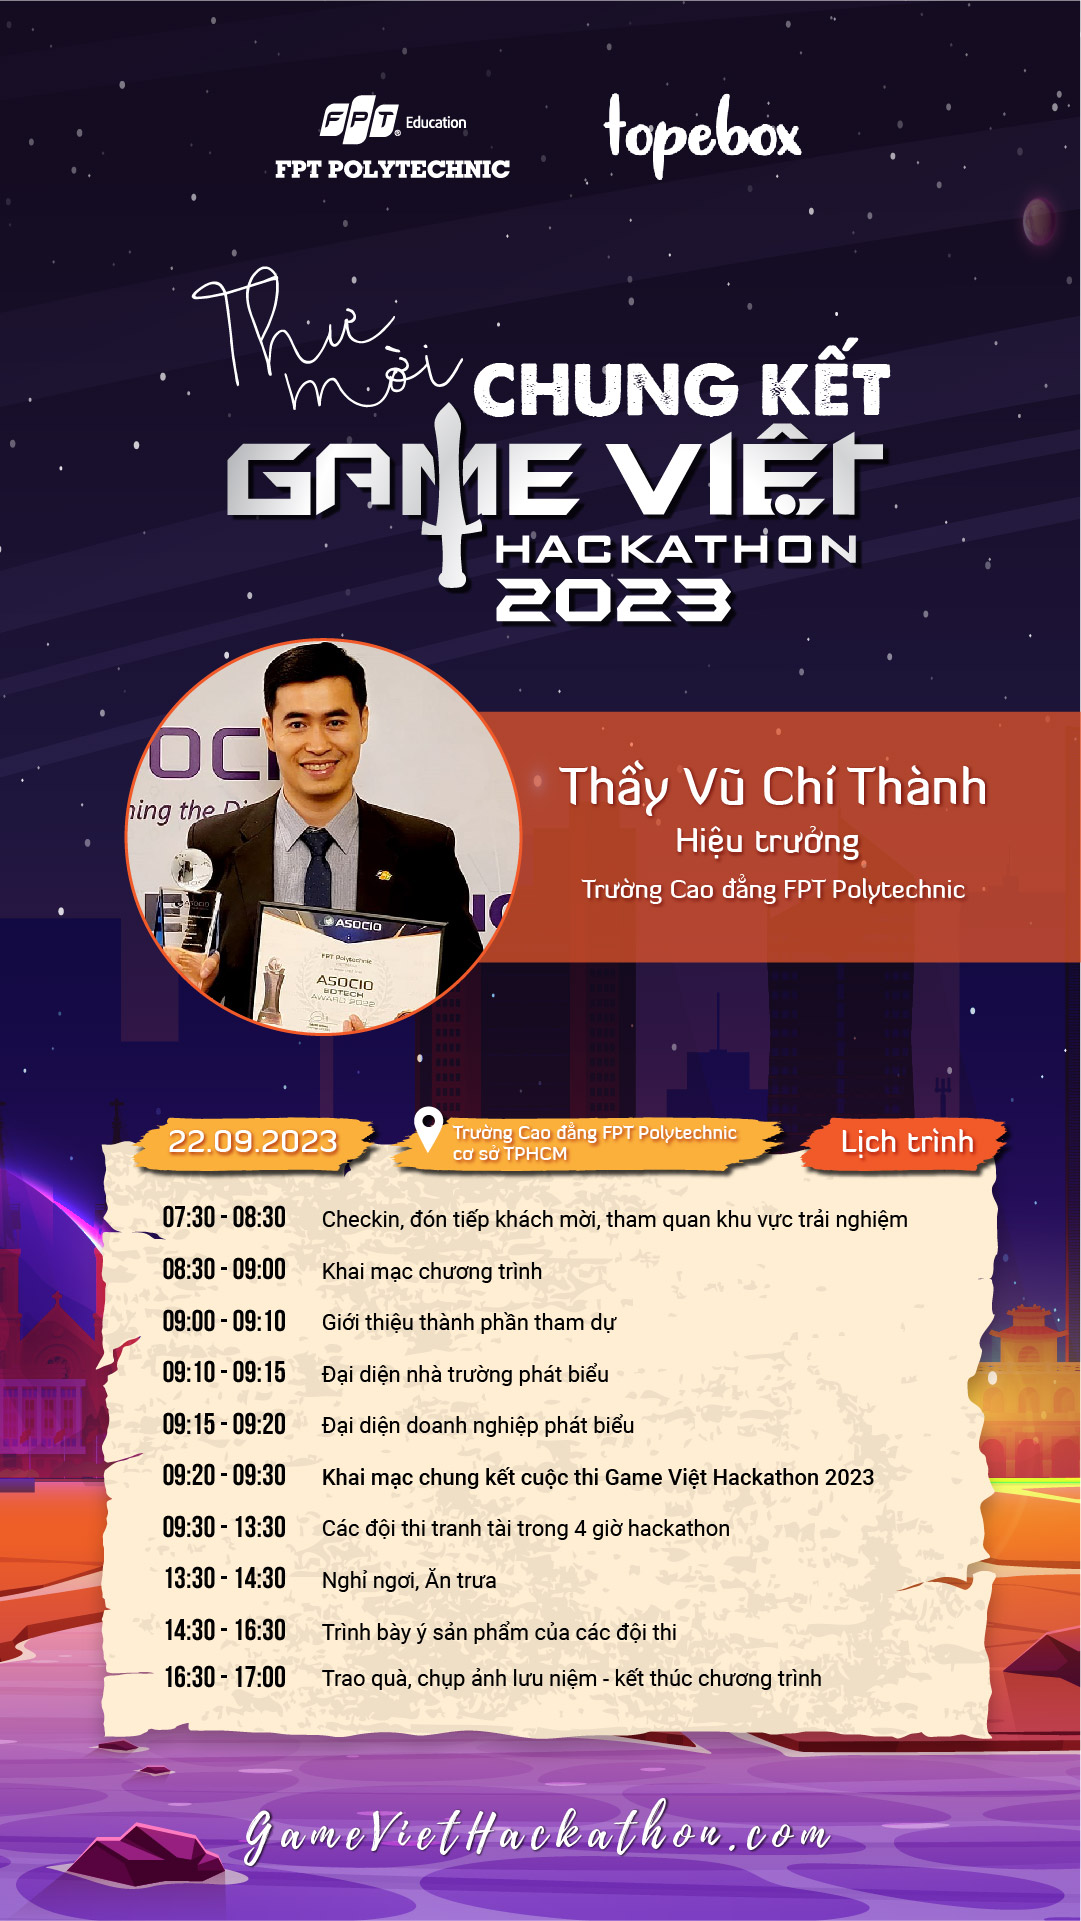 FPT Education
FPT POLYTECHNIC
topebox
Thư mời
CHUNG KẾT
GAME VIỆT
HACKATHON
2023
OCI
ning the Di
ASOCIO
ASOCIO
FPT Polytechnic
ASOCIO
EDTECH
AWARD 2022
Thầy Vũ Chí Thành
Hiệu trưởng
Trường Cao đẳng FPT Polytechnic
22.09.2023
Trường Cao đẳng FPT Polytechnic
cơ sở TPHCM
Lịch trình
07:30 - 08:30 Checkin, đón tiếp khách mời, tham quan khu vực trải nghiệm
08:30 - 09:00 Khai mạc chương trình
09:00 - 09:10 Giới thiệu thành phần tham dự
09:10 - 09:15 Đại diện nhà trường phát biểu
09:15 - 09:20 Đại diện doanh nghiệp phát biểu
09:20 - 09:30 Khai mạc chung kết cuộc thi Game Việt Hackathon 2023
09:30 - 13:30 Các đội thi tranh tài trong 4 giờ hackathon
13:30 - 14:30 Nghỉ ngơi, Ăn trưa
14:30 - 16:30 Trình bày ý sản phẩm của các đội thi
16:30 - 17:00 Trao quà, chụp ảnh lưu niệm - kết thúc chương trình
GameVietHackathon.com